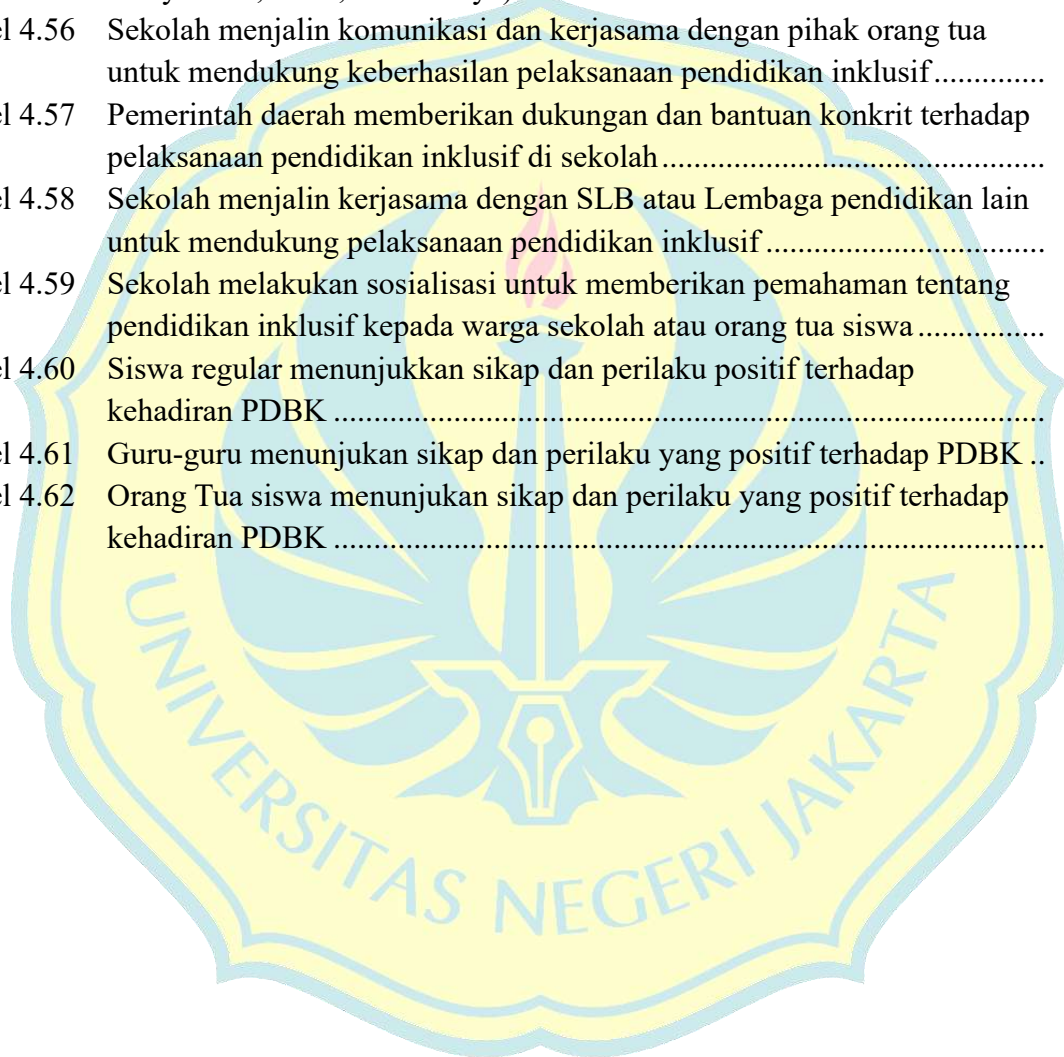 el 4.56 Sekolah menjalin komunikasi dan kerjasama dengan pihak orang tua
untuk mendukung keberhasilan pelaksanaan pendidikan inklusif..............
el 4.57 Pemerintah daerah memberikan dukungan dan bantuan konkrit terhadap
pelaksanaan pendidikan inklusif di sekolah..............................................
el 4.58 Sekolah menjalin kerjasama dengan SLB atau Lembaga pendidikan lain
untuk mendukung pelaksanaan pendidikan inklusif..................................
el 4.59 Sekolah melakukan sosialisasi untuk memberikan pemahaman tentang
pendidikan inklusif kepada warga sekolah atau orang tua siswa................
el 4.60 Siswa regular menunjukkan sikap dan perilaku positif terhadap
kehadiran PDBK.......................................................................................
el 4.61 Guru-guru menunjukan sikap dan perilaku yang positif terhadap PDBK..
el 4.62 Orang Tua siswa menunjukan sikap dan perilaku yang positif terhadap
kehadiran PDBK.......................................................................................
UNIVERSITAS NEGERI JAKARTA